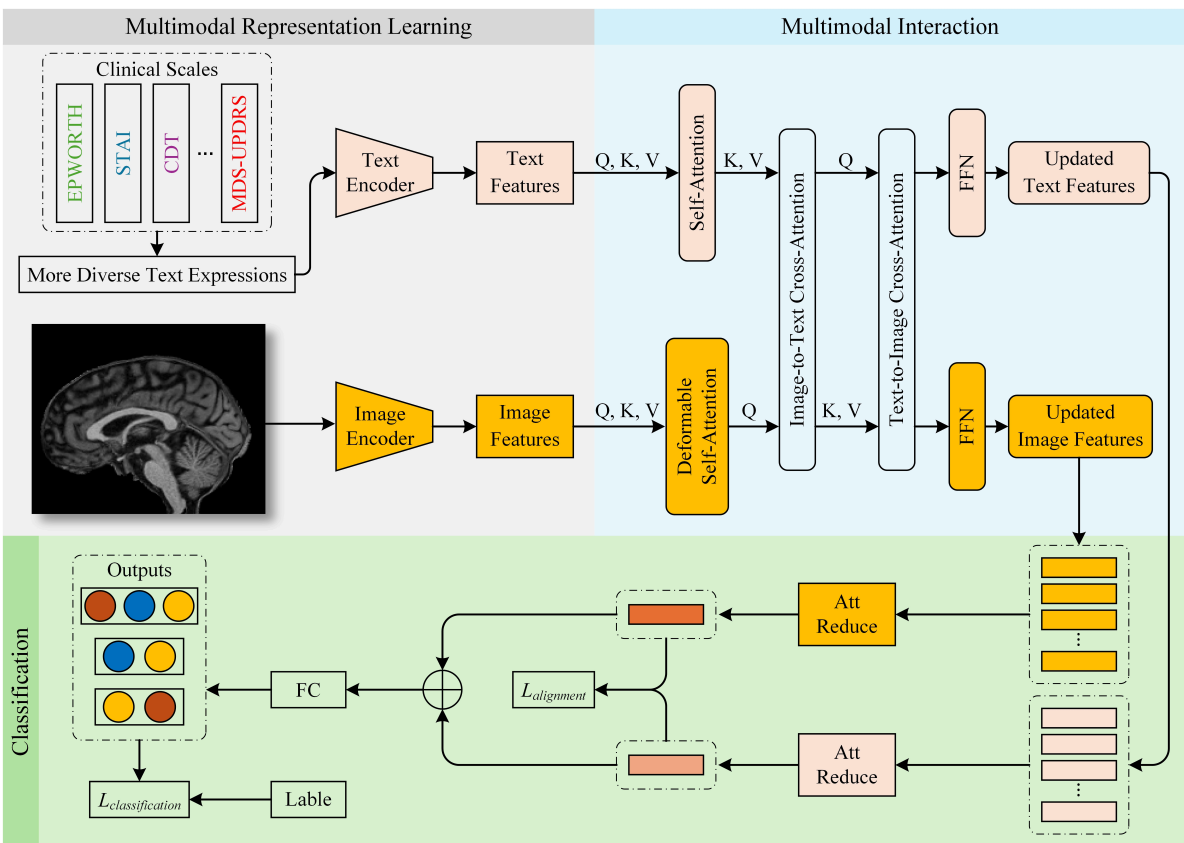 Multimodal Representation Learning
Multimodal Interaction
Clinical Scales
EPWORTH
STAI
CDT
...
MDS-UPDRS
More Diverse Text Expressions
Text
Encoder
Text
Features
Q, K, V
Self-Attention
K, V
Image-to-Text Cross-Attention
Q
Text-to-Image Cross-Attention
FFN
Updated
Text Features
Image
Encoder
Image
Features
Q, K, V
Deformable
Self-Attention
Q
K, V
FFN
Updated
Image Features
Classification
Outputs
Att
Reduce
FC
L_alignment
Att
Reduce
L_classification
Lable